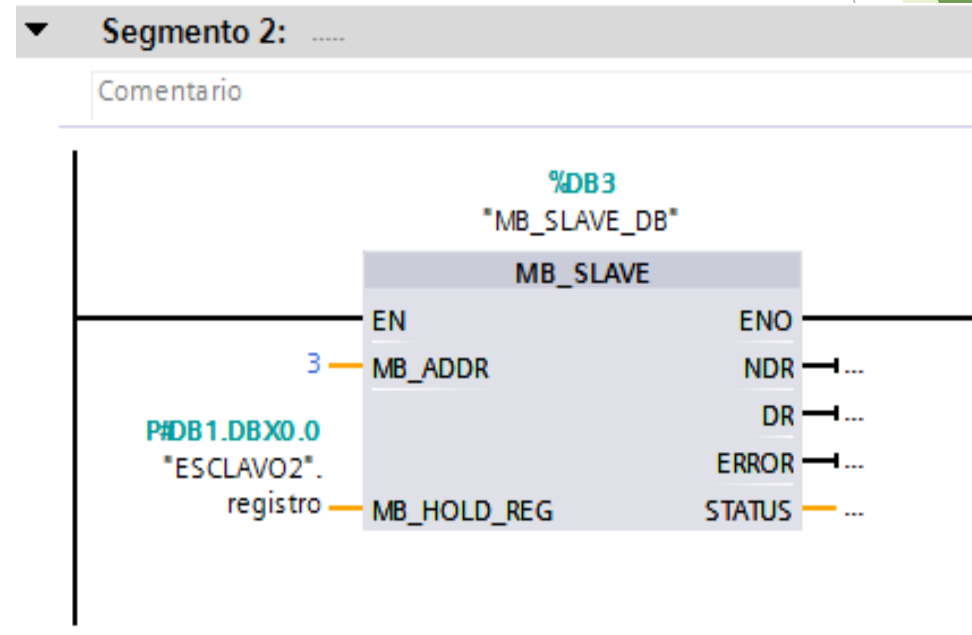 Segmento 2: .....
Comentario
%DB3
"MB_SLAVE_DB"
MB_SLAVE
EN ENO
3 MB_ADDR NDR ...
P#DB1.DBX0.0
DR ...
"ESCLAVO2".
ERROR ...
registro MB_HOLD_REG STATUS ...